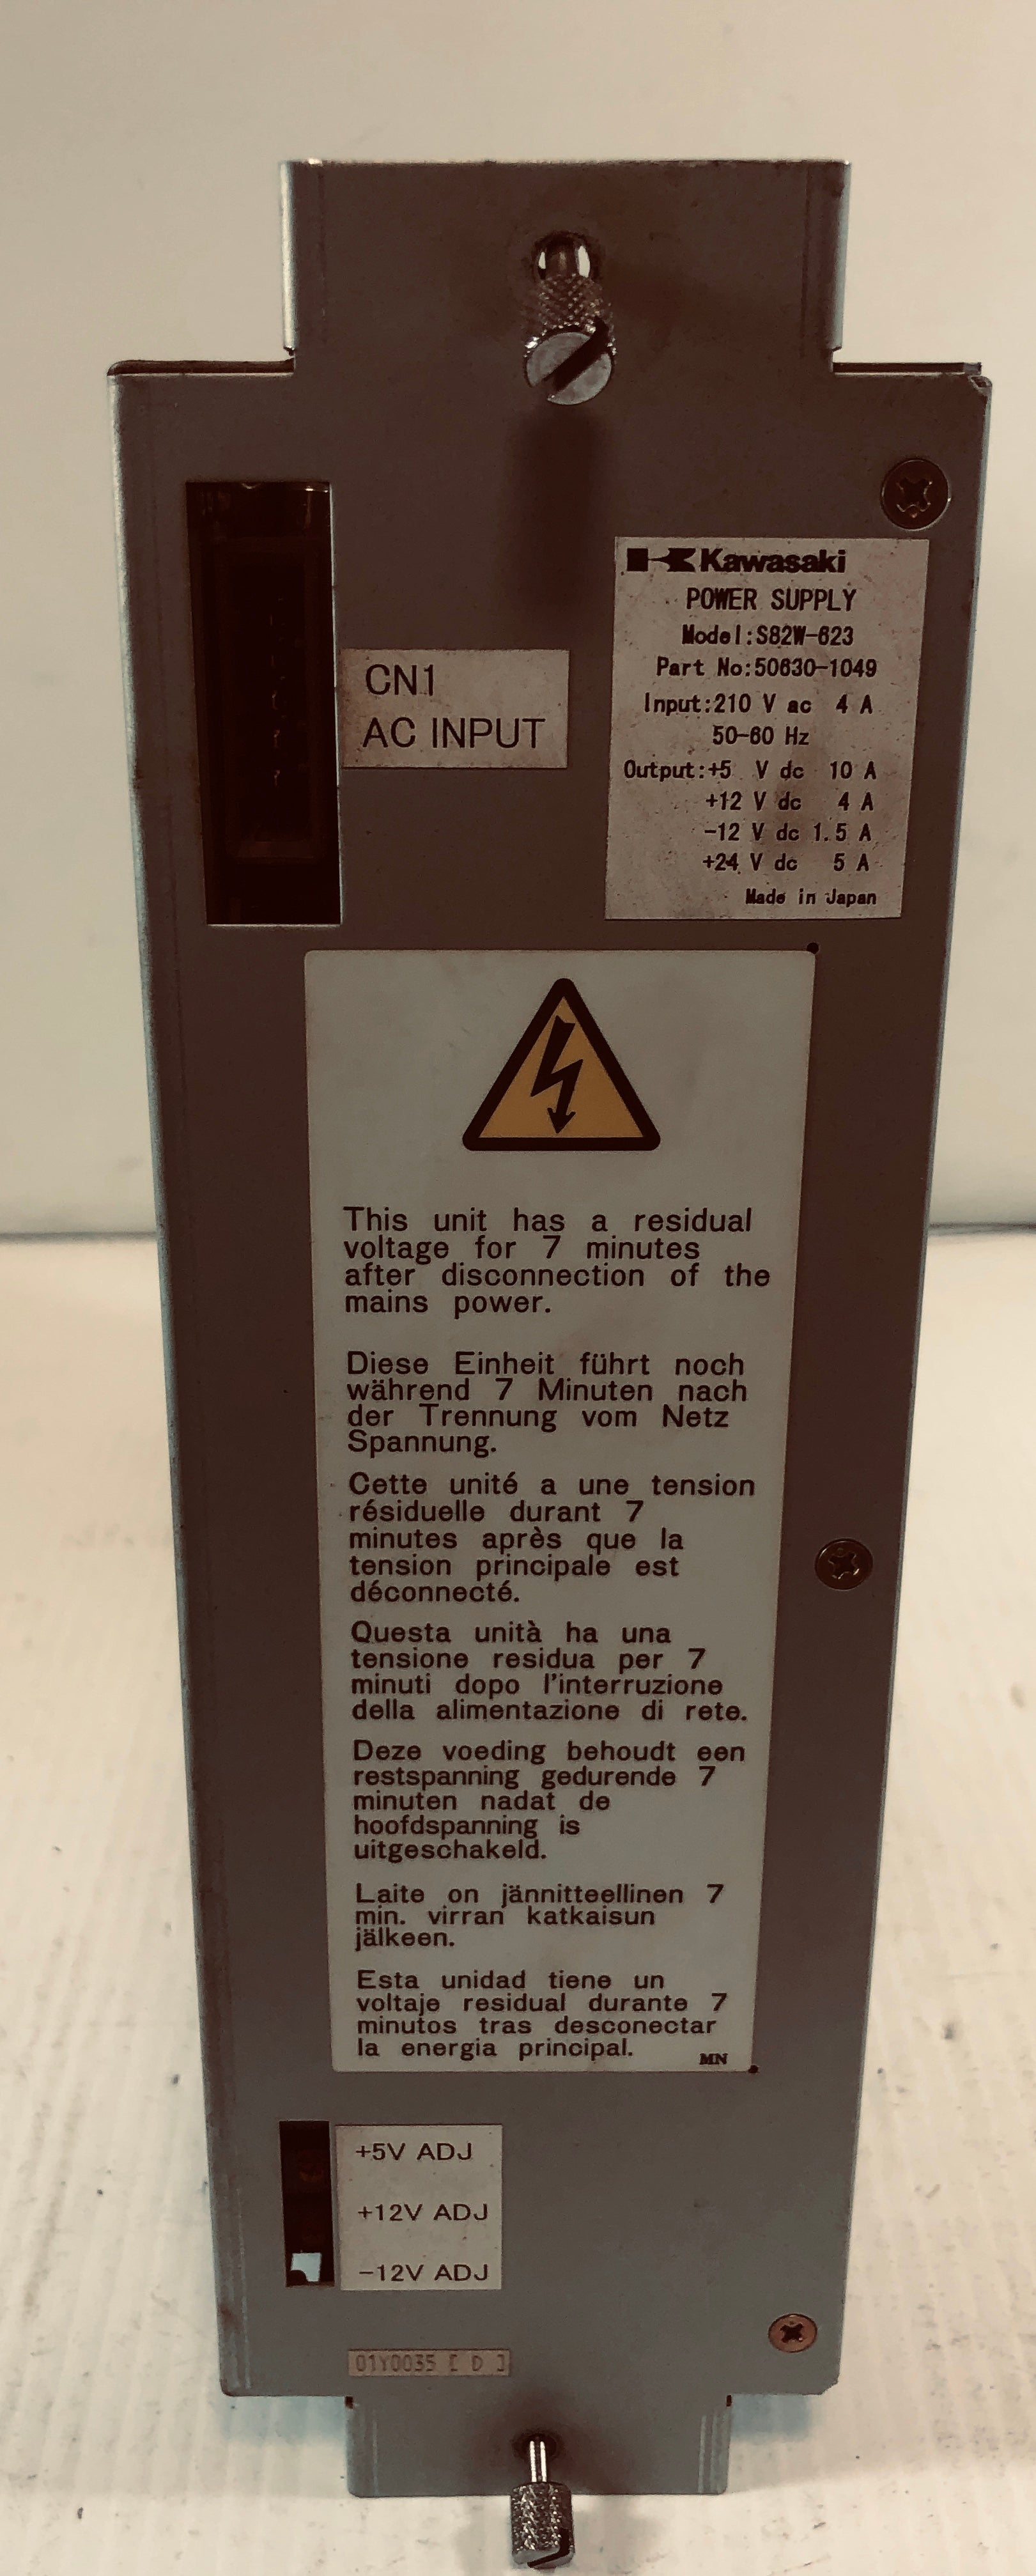 Kawasaki
POWER SUPPLY
Model:S82W-623
Part No:50630-1049
Input:210 V ac 4 A
50-60 Hz
Output:+5 V dc 10 A
+12 V dc 4 A
-12 V dc 1.5 A
+24 V dc 5 A
Made in Japan
CN1
AC INPUT
This unit has a residual
voltage for 7 minutes
after disconnection of the
mains power.
Diese Einheit führt noch
während 7 Minuten nach
der Trennung vom Netz
Spannung.
Cette unité a une tension
résiduelle durant 7
minutes après que la
tension principale est
déconnecté.
Questa unità ha una
tensione residua per 7
minuti dopo l'interruzione
della alimentazione di rete.
Deze voeding behoudt een
restspanning gedurende 7
minuten nadat de
hoofdspanning is
uitgeschakeld.
Laite on jännitteellinen 7
min. virran katkaisun
jälkeen.
Esta unidad tiene un
voltaje residual durante 7
minutos tras desconectar
la energia principal.
MN
+5V ADJ
+12V ADJ
-12V ADJ
01Y0035 [ D ]